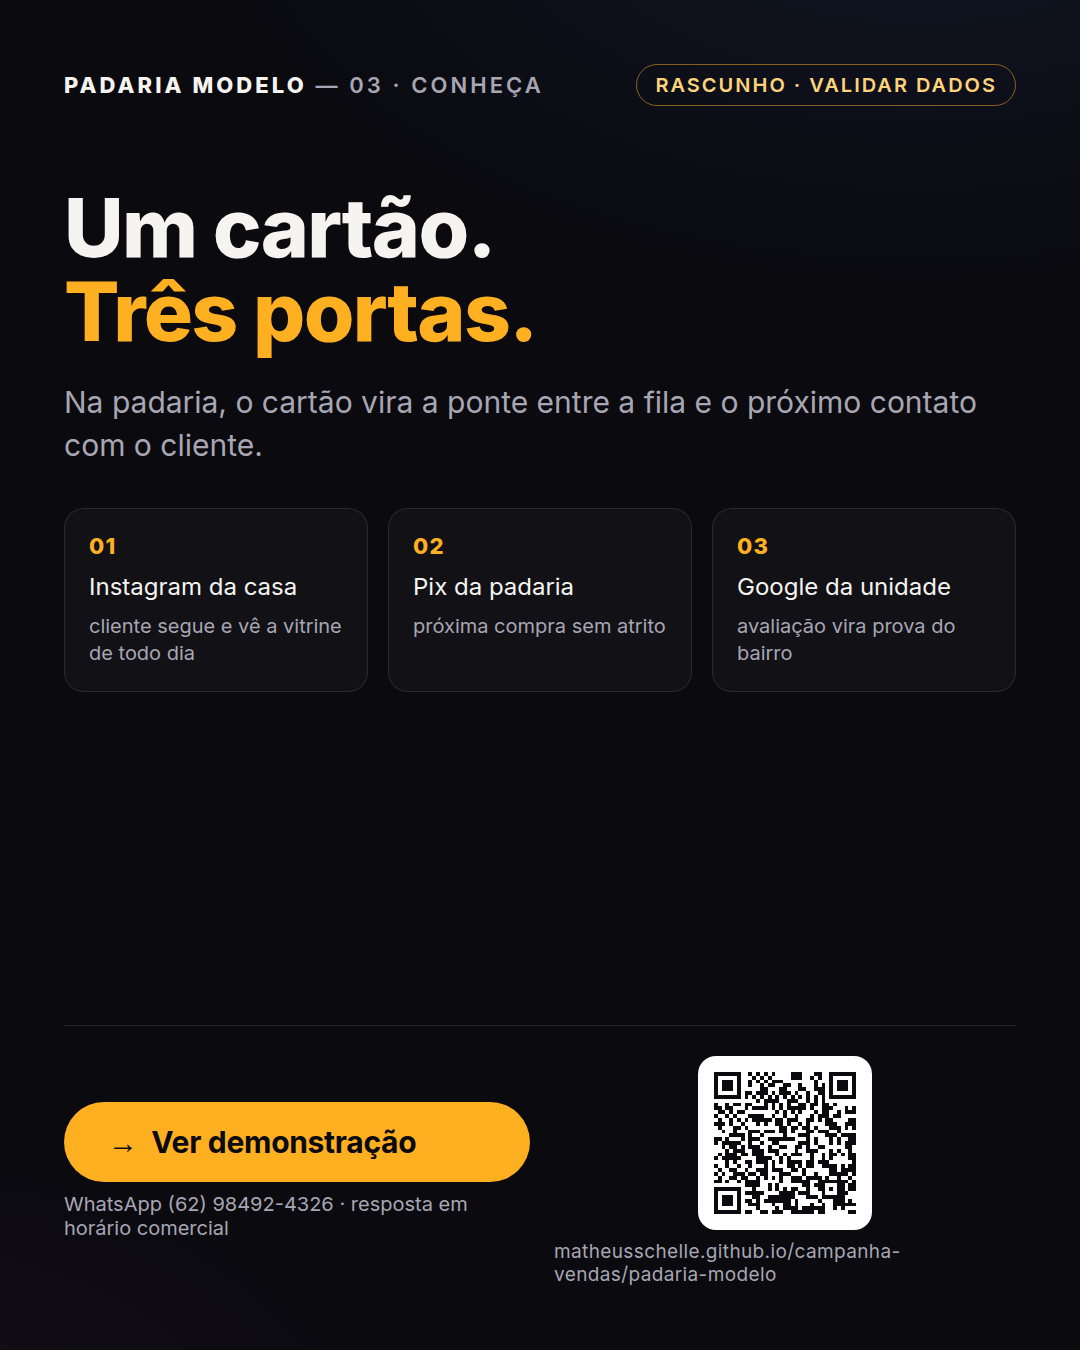 PADARIA MODELO — 03 · CONHEÇA
RASCUNHO · VALIDAR DADOS
Um cartão.
Três portas.
Na padaria, o cartão vira a ponte entre a fila e o próximo contato
com o cliente.
01
Instagram da casa
cliente segue e vê a vitrine
de todo dia
02
Pix da padaria
próxima compra sem atrito
03
Google da unidade
avaliação vira prova do
bairro
→ Ver demonstração
WhatsApp (62) 98492-4326 · resposta em
horário comercial
matheusschelle.github.io/campanha-
vendas/padaria-modelo